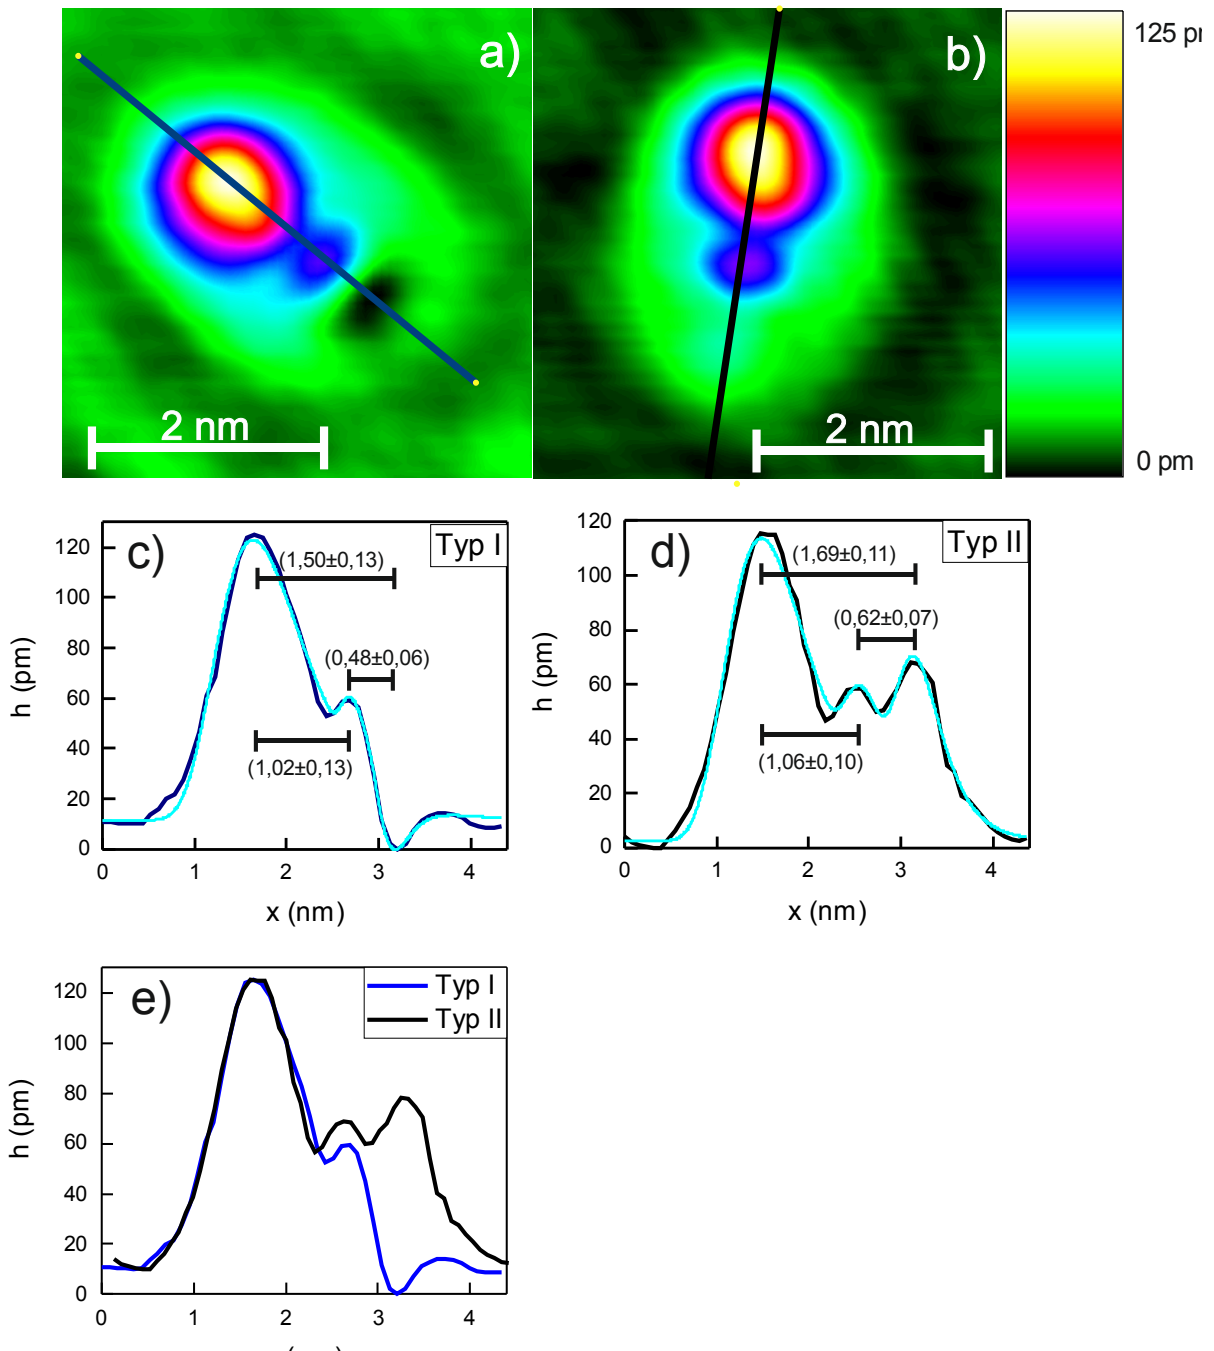 a)
b)
125 p
2 nm
2 nm
0 pm
c)
Typ I
(1,50±0,13)
(0,48±0,06)
(1,02±0,13)
120
100
80
60
40
20
0
h (pm)
0 1 2 3 4
x (nm)
d)
Typ II
(1,69±0,11)
(0,62±0,07)
(1,06±0,10)
120
100
80
60
40
20
0
h (pm)
0 1 2 3 4
x (nm)
e)
Typ I
Typ II
120
100
80
60
40
20
0
h (pm)
0 1 2 3 4